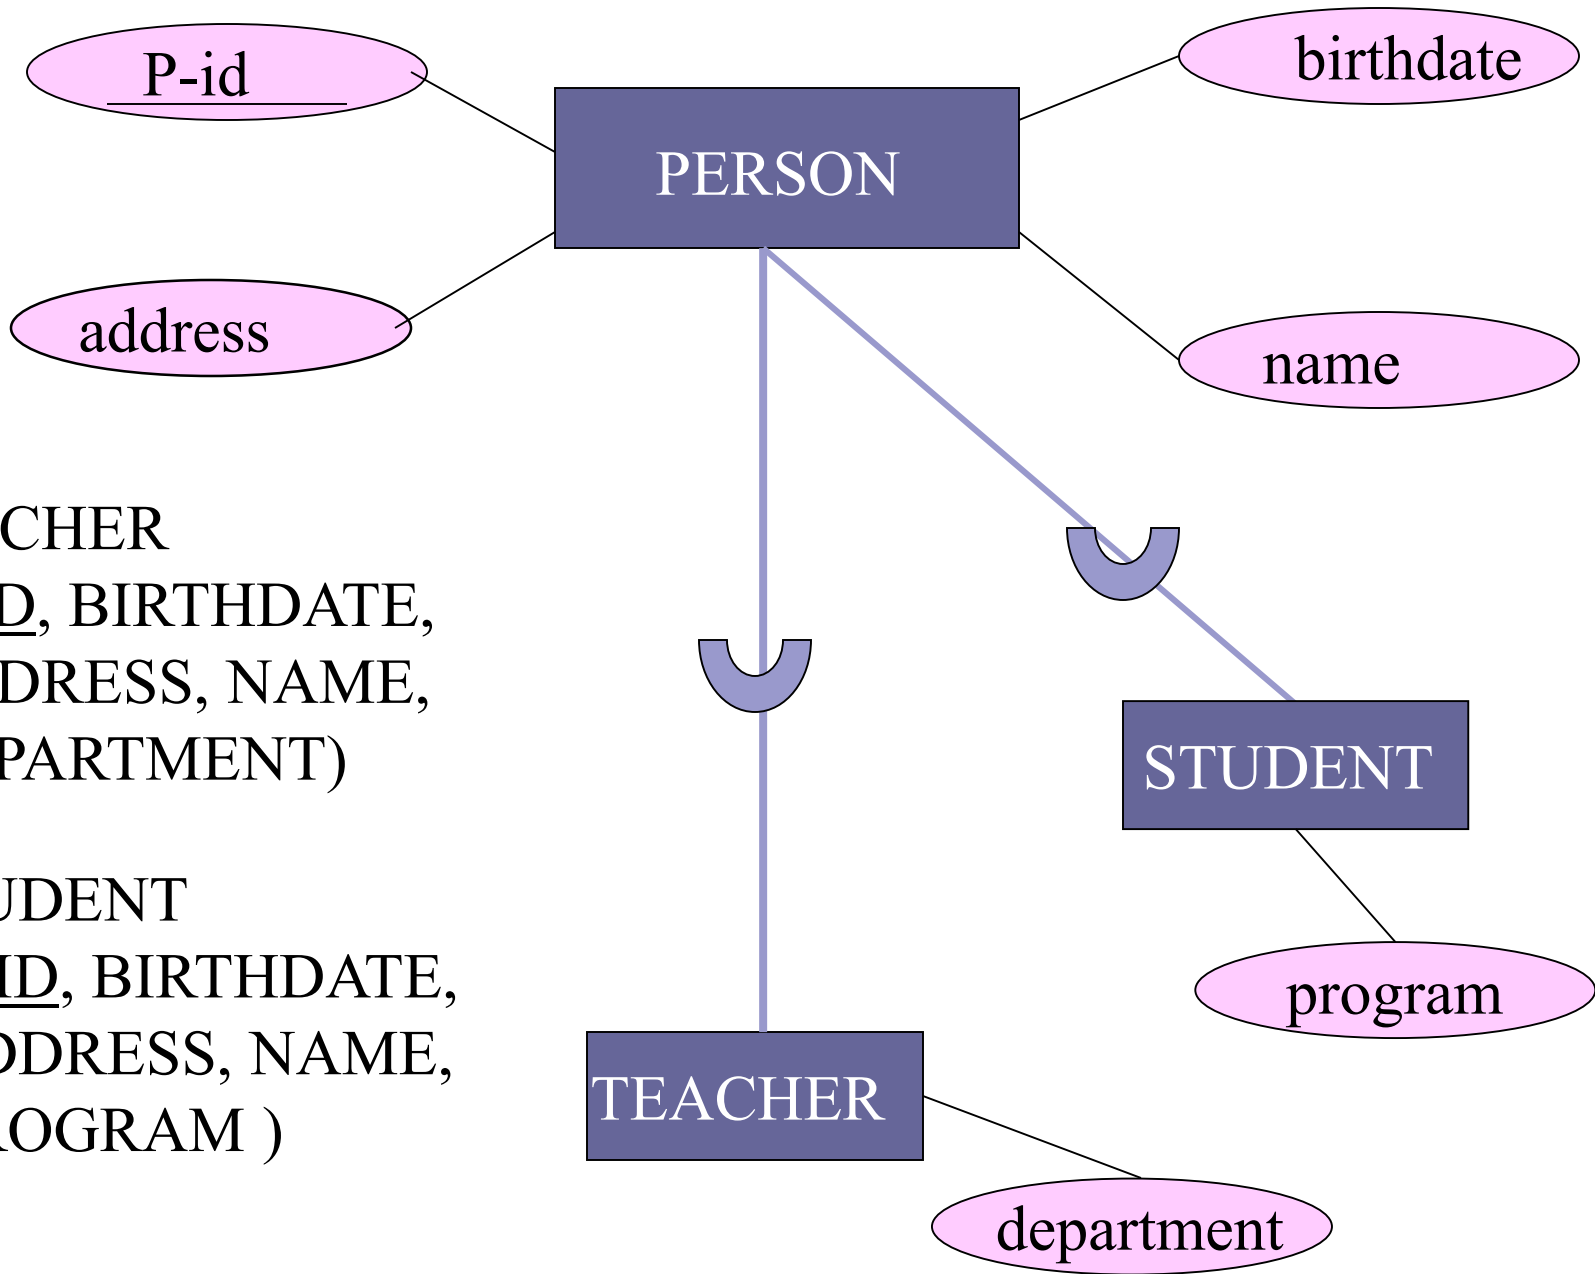 P-id
birthdate
PERSON
address
name
CHER
D, BIRTHDATE,
DRESS, NAME,
PARTMENT)
STUDENT
UDENT
ID, BIRTHDATE,
DDRESS, NAME,
ROGRAM )
program
TEACHER
department